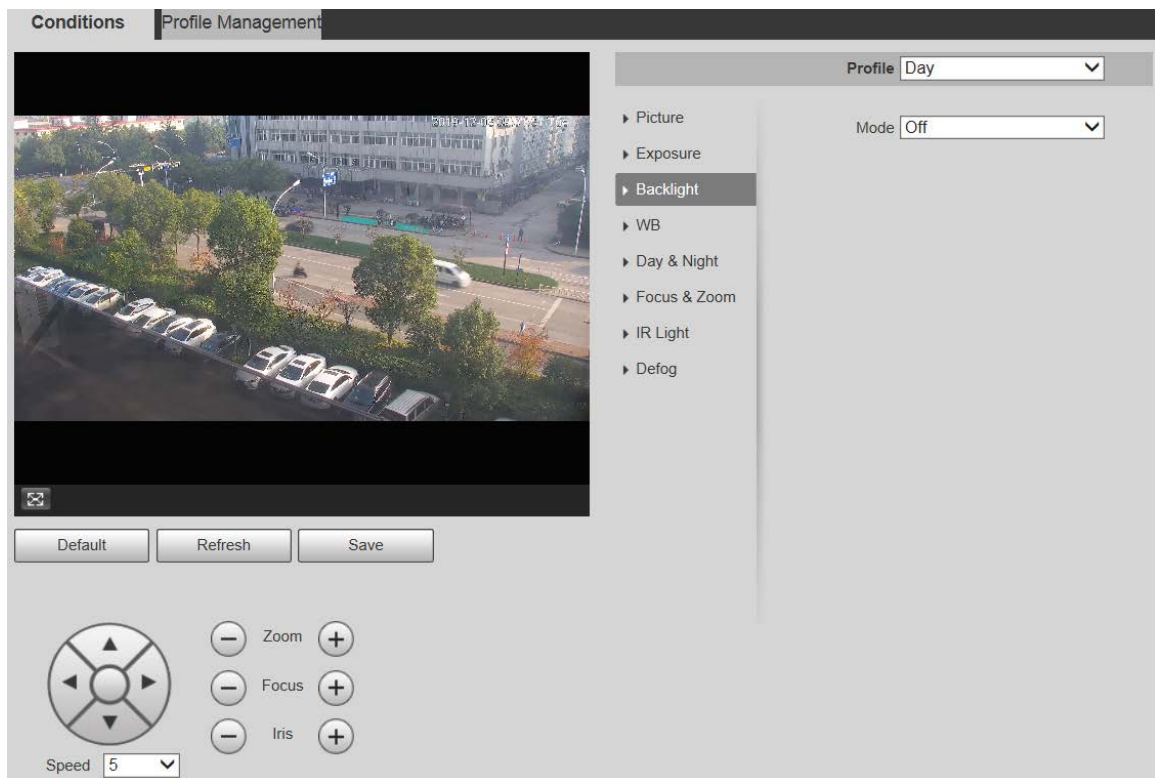 Conditions
Profile Management
Profile Day
Picture
Mode Off
Exposure
Backlight
WB
Day & Night
Focus & Zoom
IR Light
Defog
Default Refresh Save
Zoom
Focus
Iris
Speed 5